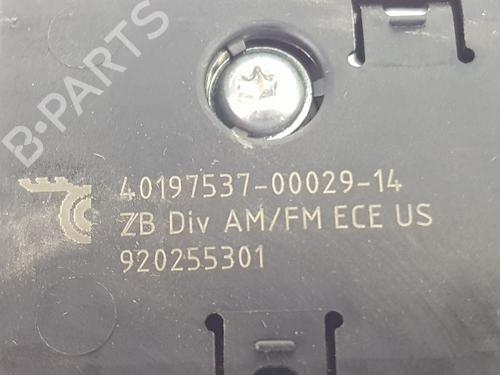 B-PARTS
40197537-00029-14
ZB Div AM/FM ECE US
920255301